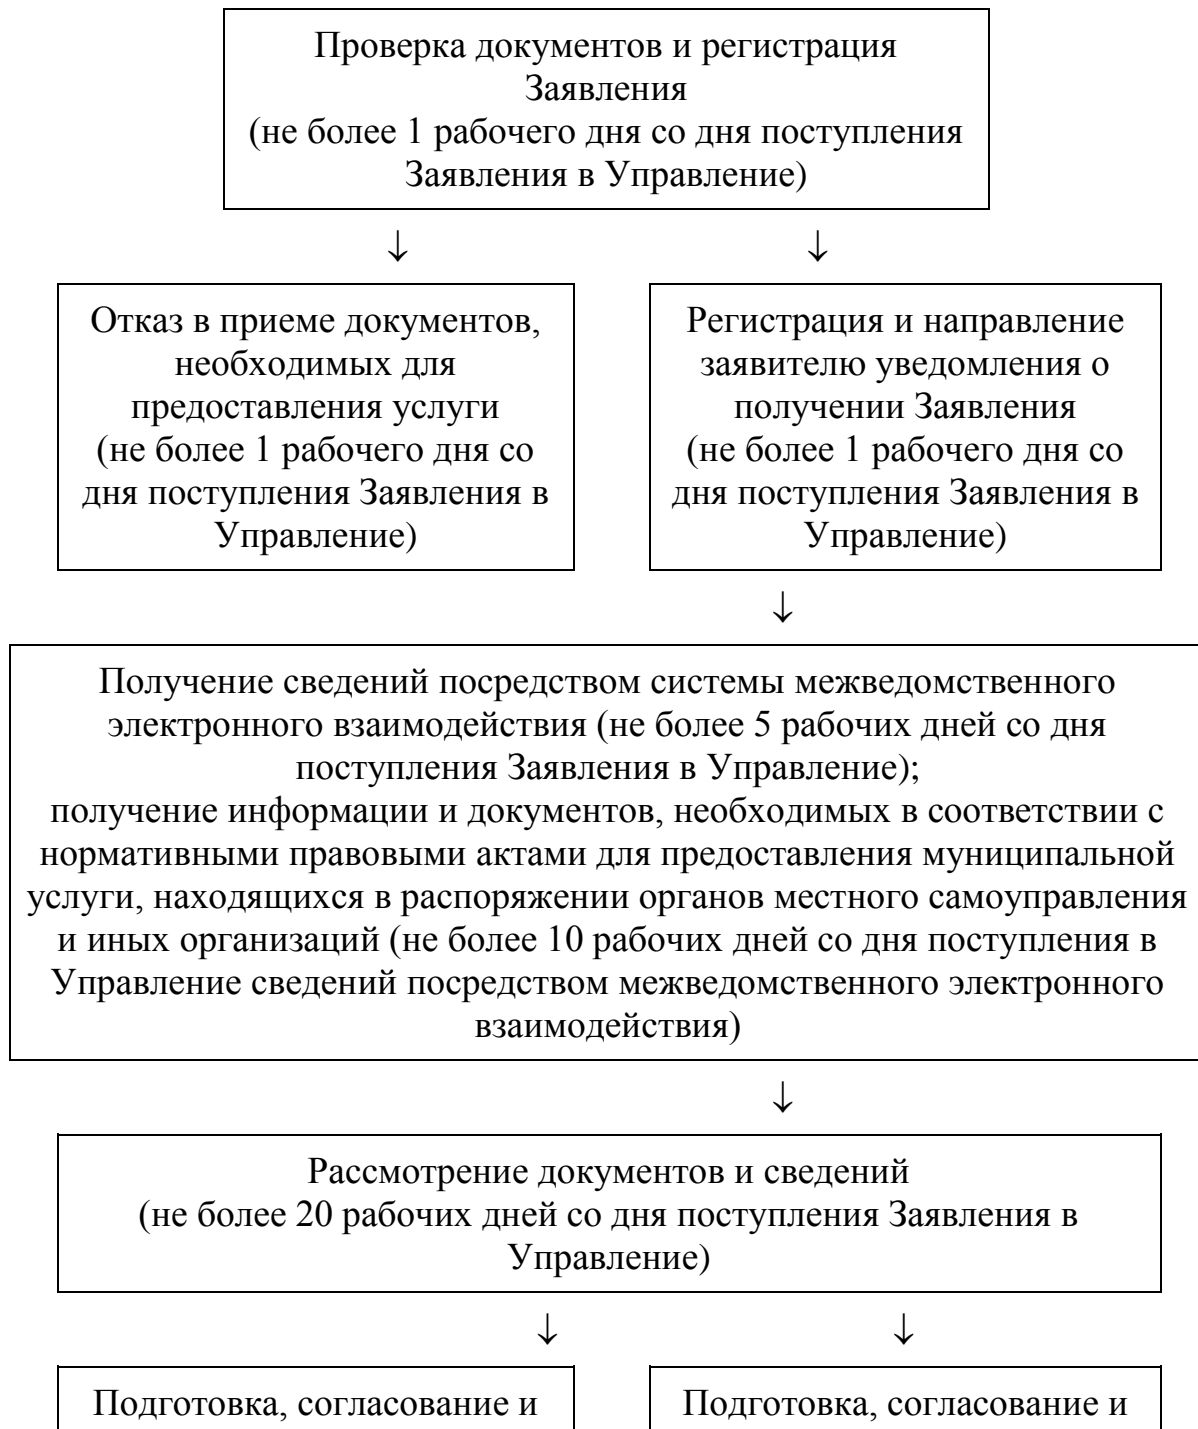 Проверка документов и регистрация
Заявления
(не более 1 рабочего дня со дня поступления
Заявления в Управление)
↓ ↓
Отказ в приеме документов,
необходимых для
предоставления услуги
(не более 1 рабочего дня со
дня поступления Заявления в
Управление)
Регистрация и направление
заявителю уведомления о
получении Заявления
(не более 1 рабочего дня со
дня поступления Заявления в
Управление)
↓
Получение сведений посредством системы межведомственного
электронного взаимодействия (не более 5 рабочих дней со дня
поступления Заявления в Управление);
получение информации и документов, необходимых в соответствии с
нормативными правовыми актами для предоставления муниципальной
услуги, находящихся в распоряжении органов местного самоуправления
и иных организаций (не более 10 рабочих дней со дня поступления в
Управление сведений посредством межведомственного электронного
взаимодействия)
↓
Рассмотрение документов и сведений
(не более 20 рабочих дней со дня поступления Заявления в
Управление)
↓ ↓
Подготовка, согласование и
Подготовка, согласование и